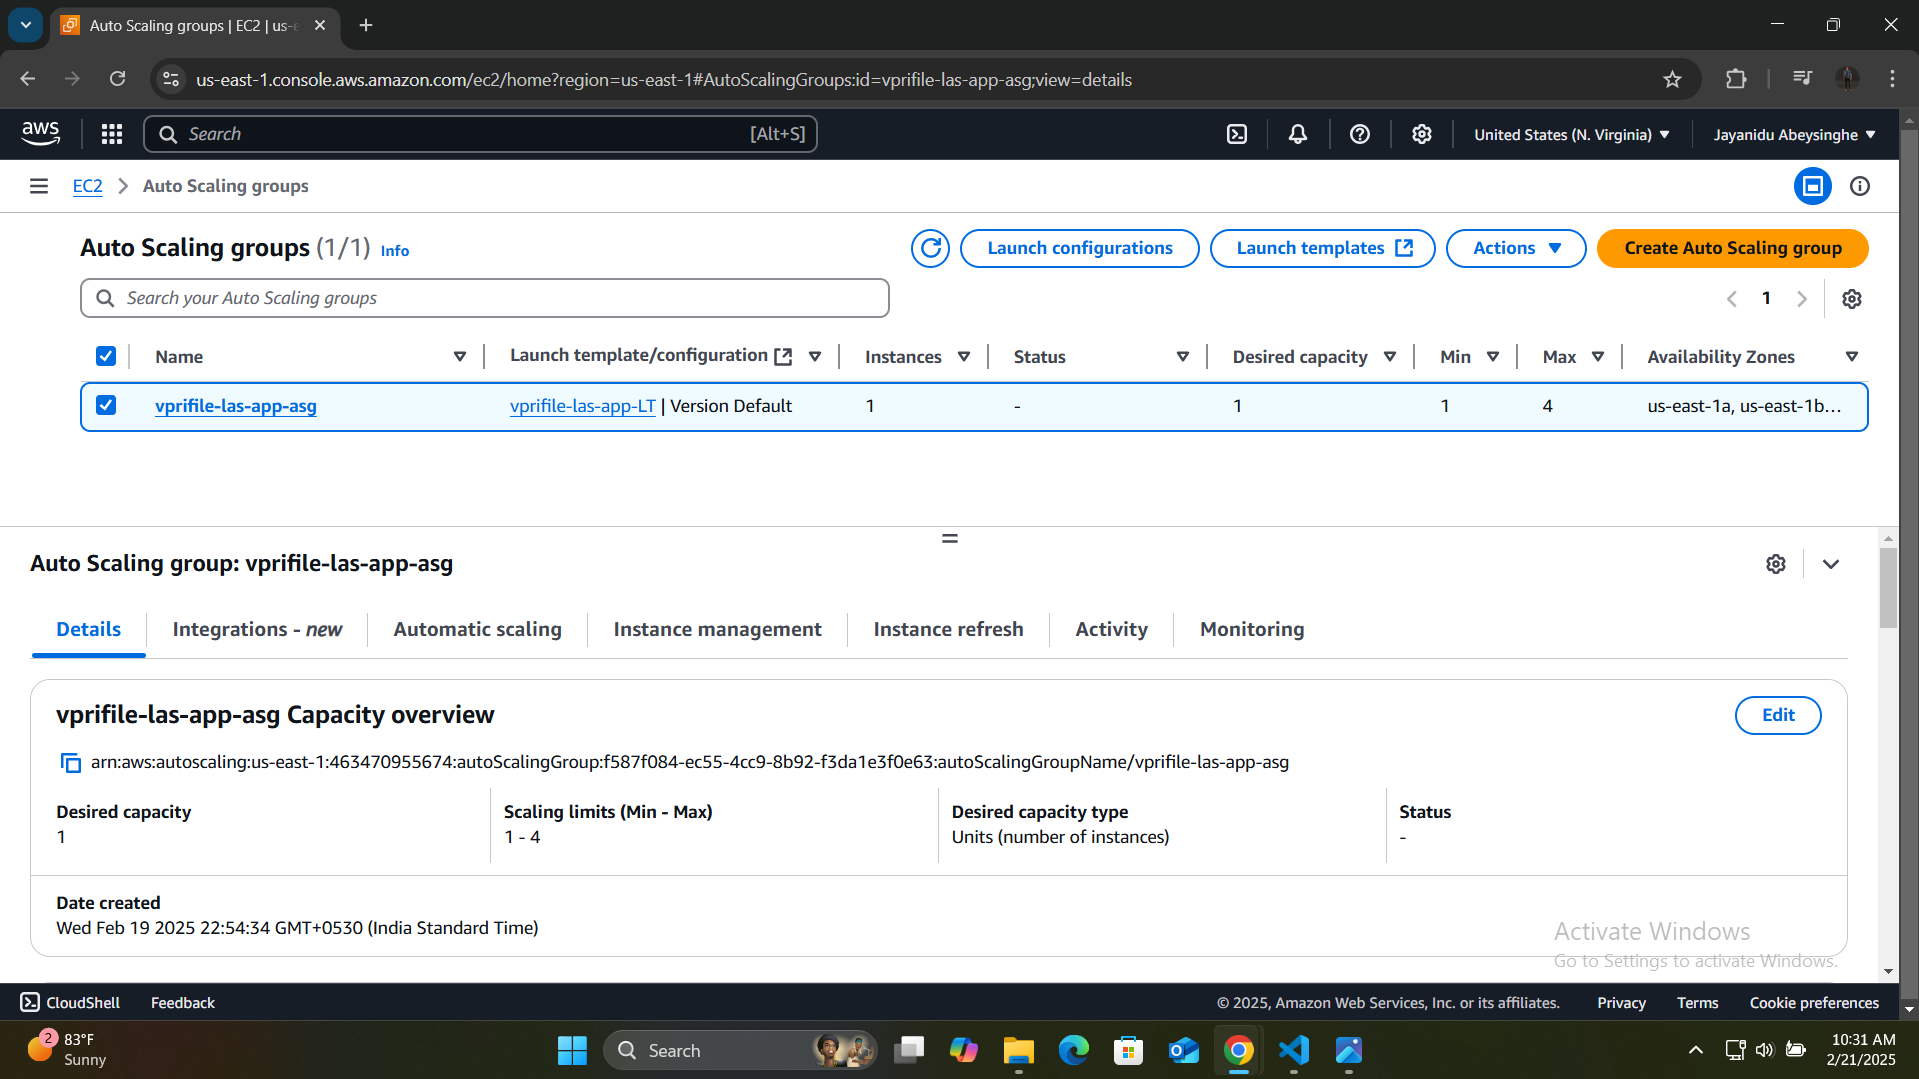 Auto Scaling groups | EC2 | us-e
us-east-1.console.aws.amazon.com/ec2/home?region=us-east-1#AutoScalingGroups:id=vprifile-las-app-asg;view=details
aws
Search
[Alt+S]
United States (N. Virginia)
Jayanidu Abeysinghe
EC2
Auto Scaling groups
Auto Scaling groups (1/1) Info
Launch configurations
Launch templates
Actions
Create Auto Scaling group
Search your Auto Scaling groups
1
Name
Launch template/configuration
Instances
Status
Desired capacity
Min
Max
Availability Zones
vprifile-las-app-asg
vprifile-las-app-LT | Version Default
1
-
1
1
4
us-east-1a, us-east-1b…
Auto Scaling group: vprifile-las-app-asg
Details
Integrations - new
Automatic scaling
Instance management
Instance refresh
Activity
Monitoring
vprifile-las-app-asg Capacity overview
Edit
arn:aws:autoscaling:us-east-1:463470955674:autoScalingGroup:f587f084-ec55-4cc9-8b92-f3da1e3f0e63:autoScalingGroupName/vprifile-las-app-asg
Desired capacity
1
Scaling limits (Min - Max)
1 - 4
Desired capacity type
Units (number of instances)
Status
-
Date created
Wed Feb 19 2025 22:54:34 GMT+0530 (India Standard Time)
Activate Windows
Go to Settings to activate Windows.
CloudShell
Feedback
© 2025, Amazon Web Services, Inc. or its affiliates.
Privacy
Terms
Cookie preferences
2
83°F
Sunny
Search
10:31 AM
2/21/2025